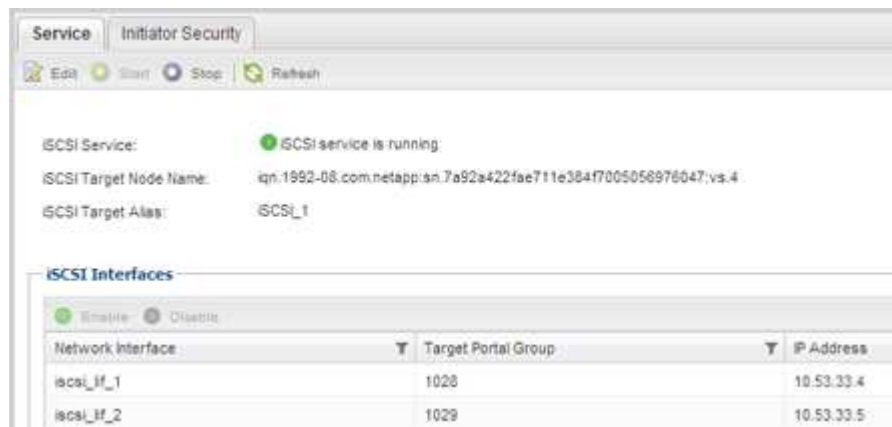 Service Initiator Security
Edit Start Stop Refresh
iSCSI Service: iSCSI service is running
iSCSI Target Node Name: iqn.1992-08.com.netapp:sn.7a92a422fae711e384f7005056976047:vs.4
iSCSI Target Alias: iSCSI_1
iSCSI Interfaces
Enable Disable
Network Interface Target Portal Group IP Address
iscsi_lif_1 1028 10.53.33.4
iscsi_lif_2 1029 10.53.33.5